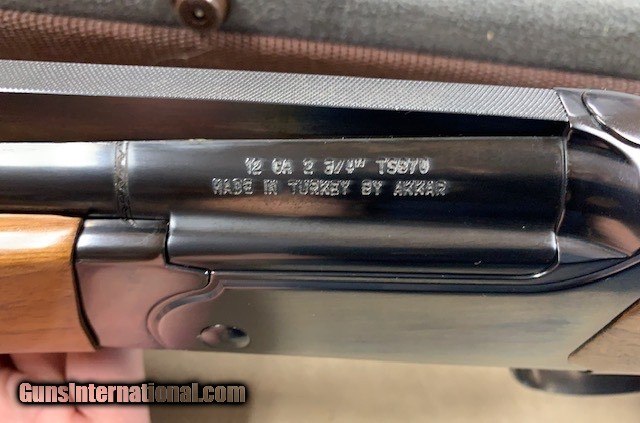 12 GA 2 3/4" TS870
MADE IN TURKEY BY AKKAR
GunsInternational.com